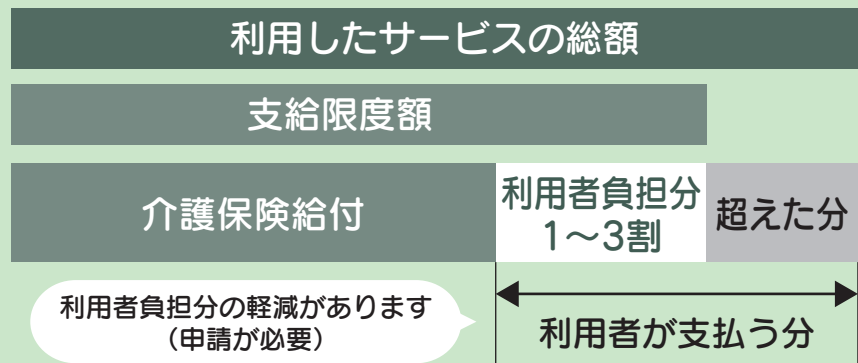 利用したサービスの総額
支給限度額
介護保険給付
利用者負担分
1～3割
超えた分
利用者負担分の軽減があります
（申請が必要）
利用者が支払う分